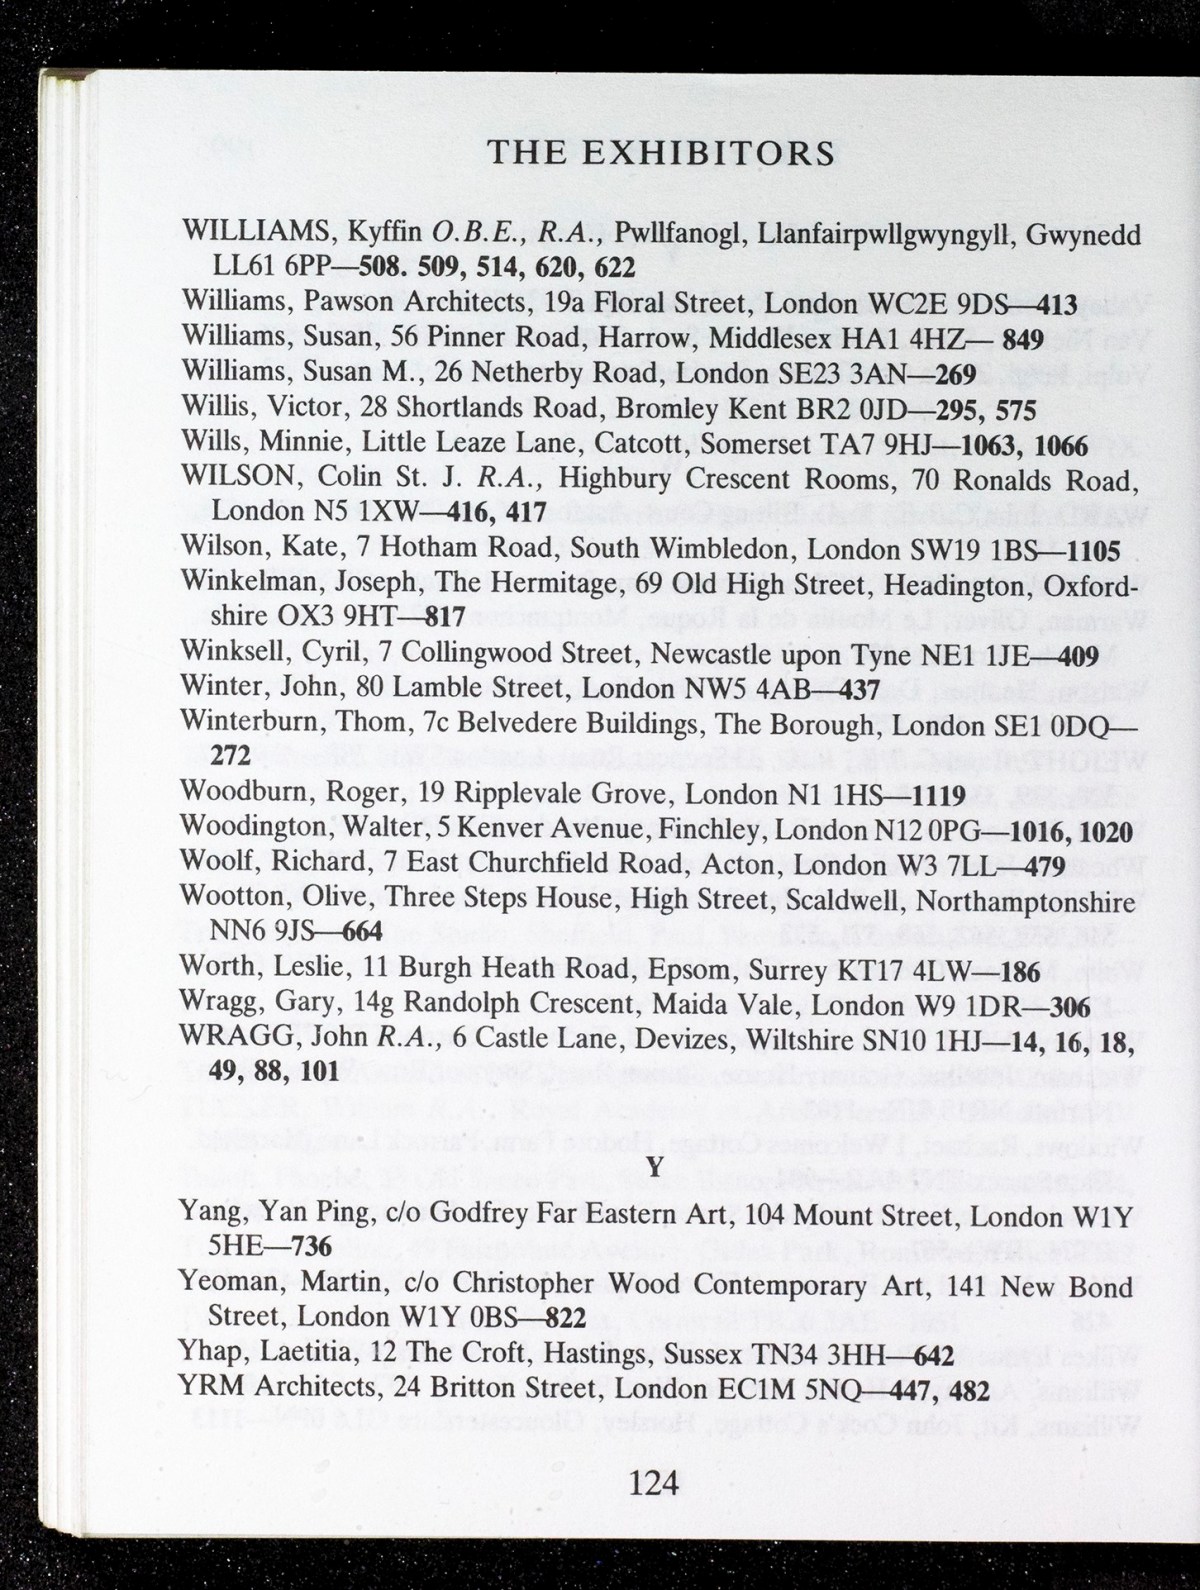 THE EXHIBITORS
WILLIAMS, Kyffin O.B.E., R.A., Pwllfanogl, Llanfairpwllgwyngyll, Gwynedd
LL61 6PP—508. 509, 514, 620, 622
Williams, Pawson Architects, 19a Floral Street, London WC2E 9DS—413
Williams, Susan, 56 Pinner Road, Harrow, Middlesex HA1 4HZ— 849
Williams, Susan M., 26 Netherby Road, London SE23 3AN—269
Willis, Victor, 28 Shortlands Road, Bromley Kent BR2 0JD—295, 575
Wills, Minnie, Little Leaze Lane, Catcott, Somerset TA7 9HJ—1063, 1066
WILSON, Colin St. J. R.A., Highbury Crescent Rooms, 70 Ronalds Road,
London N5 1XW—416, 417
Wilson, Kate, 7 Hotham Road, South Wimbledon, London SW19 1BS—1105
Winkelman, Joseph, The Hermitage, 69 Old High Street, Headington, Oxford-
shire OX3 9HT—817
Winksell, Cyril, 7 Collingwood Street, Newcastle upon Tyne NE1 1JE—409
Winter, John, 80 Lamble Street, London NW5 4AB—437
Winterburn, Thom, 7c Belvedere Buildings, The Borough, London SE1 0DQ—
272
Woodburn, Roger, 19 Ripplevale Grove, London N1 1HS—1119
Woodington, Walter, 5 Kenver Avenue, Finchley, London N12 0PG—1016, 1020
Woolf, Richard, 7 East Churchfield Road, Acton, London W3 7LL—479
Wootton, Olive, Three Steps House, High Street, Scaldwell, Northamptonshire
NN6 9JS—664
Worth, Leslie, 11 Burgh Heath Road, Epsom, Surrey KT17 4LW—186
Wragg, Gary, 14g Randolph Crescent, Maida Vale, London W9 1DR—306
WRAGG, John R.A., 6 Castle Lane, Devizes, Wiltshire SN10 1HJ—14, 16, 18,
49, 88, 101
Y
Yang, Yan Ping, c/o Godfrey Far Eastern Art, 104 Mount Street, London W1Y
5HE—736
Yeoman, Martin, c/o Christopher Wood Contemporary Art, 141 New Bond
Street, London W1Y 0BS—822
Yhap, Laetitia, 12 The Croft, Hastings, Sussex TN34 3HH—642
YRM Architects, 24 Britton Street, London EC1M 5NQ—447, 482
124